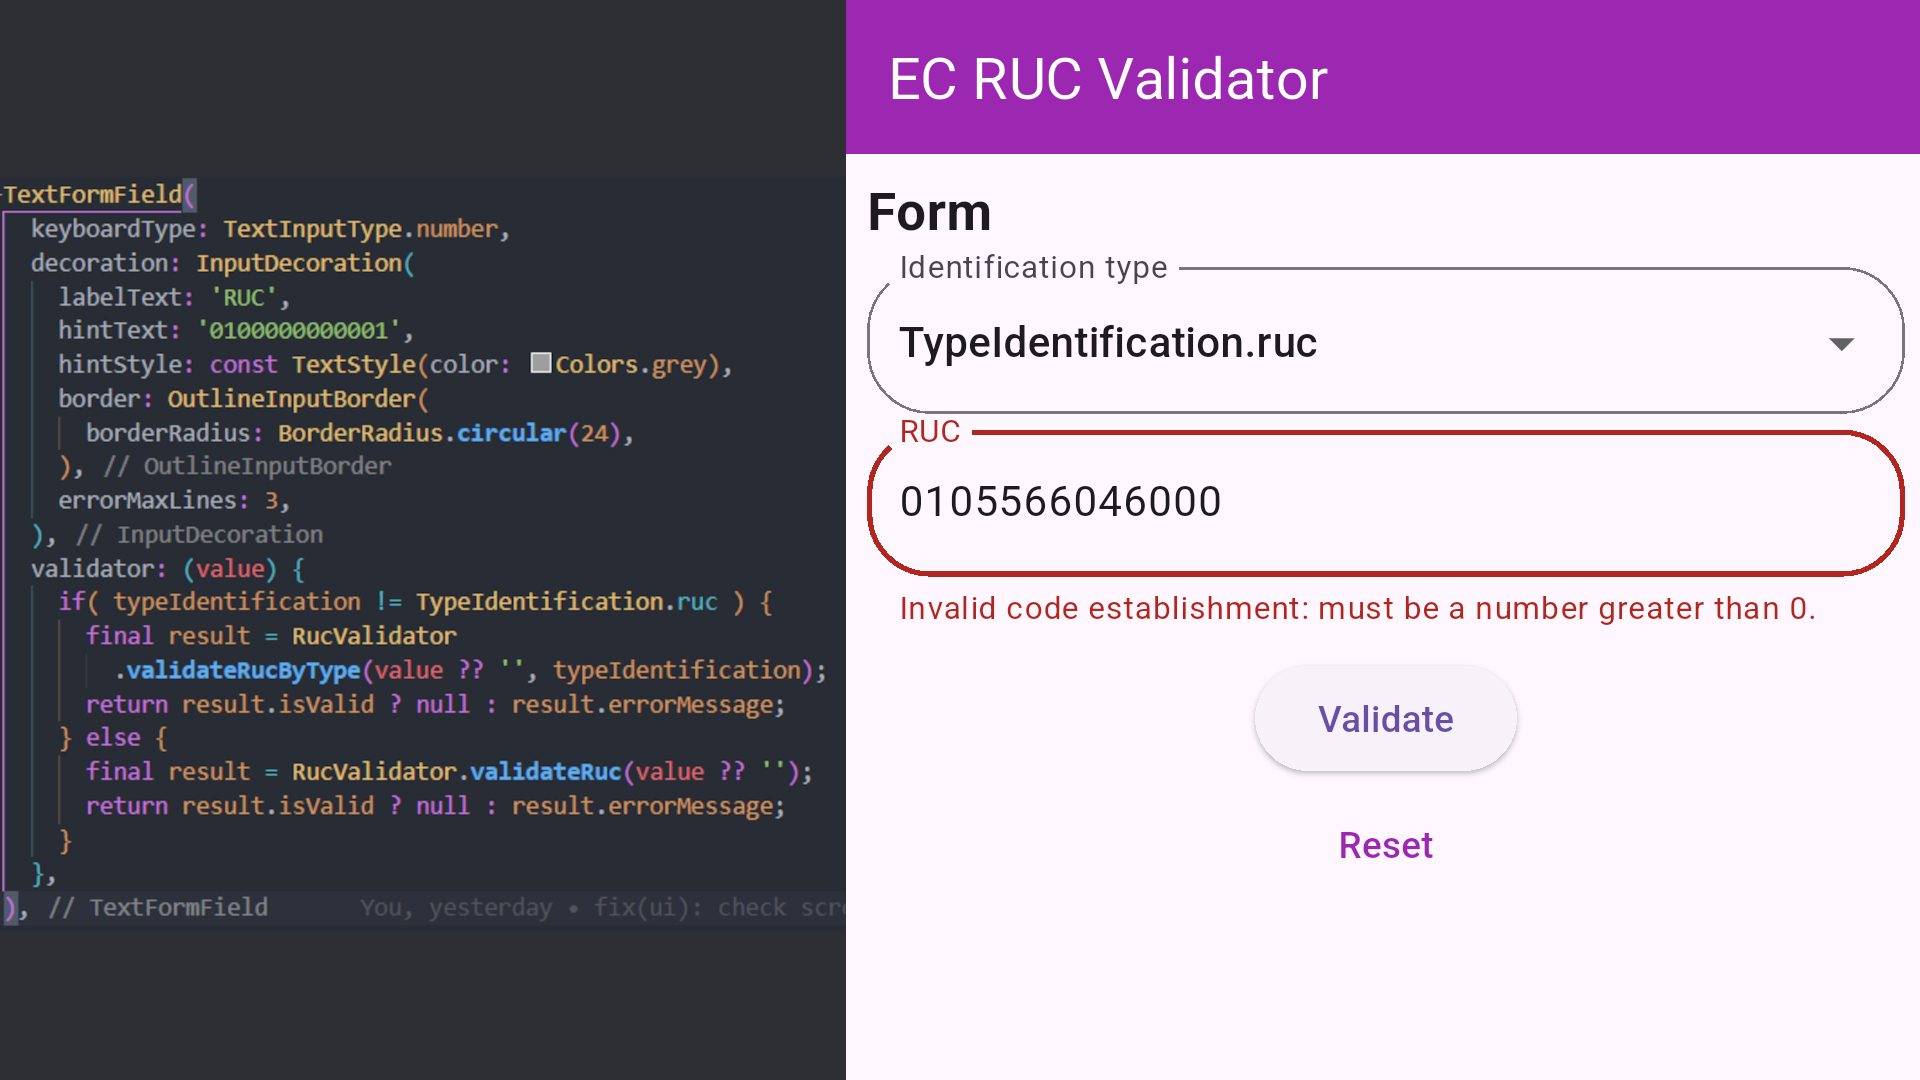 TextFormField(
keyboardType: TextInputType.number,
decoration: InputDecoration(
labelText: 'RUC',
hintText: '0100000000001',
hintStyle: const TextStyle(color: Colors.grey),
border: OutlineInputBorder(
borderRadius: BorderRadius.circular(24),
), // OutlineInputBorder
errorMaxLines: 3,
), // InputDecoration
validator: (value) {
if( typeIdentification != TypeIdentification.ruc ) {
final result = RucValidator
.validateRucByType(value ?? '', typeIdentification);
return result.isValid ? null : result.errorMessage;
} else {
final result = RucValidator.validateRuc(value ?? '');
return result.isValid ? null : result.errorMessage;
}
},
), // TextFormField You, yesterday • fix(ui): check scr
EC RUC Validator
Form
Identification type
TypeIdentification.ruc
RUC
0105566046000
Invalid code establishment: must be a number greater than 0.
Validate
Reset